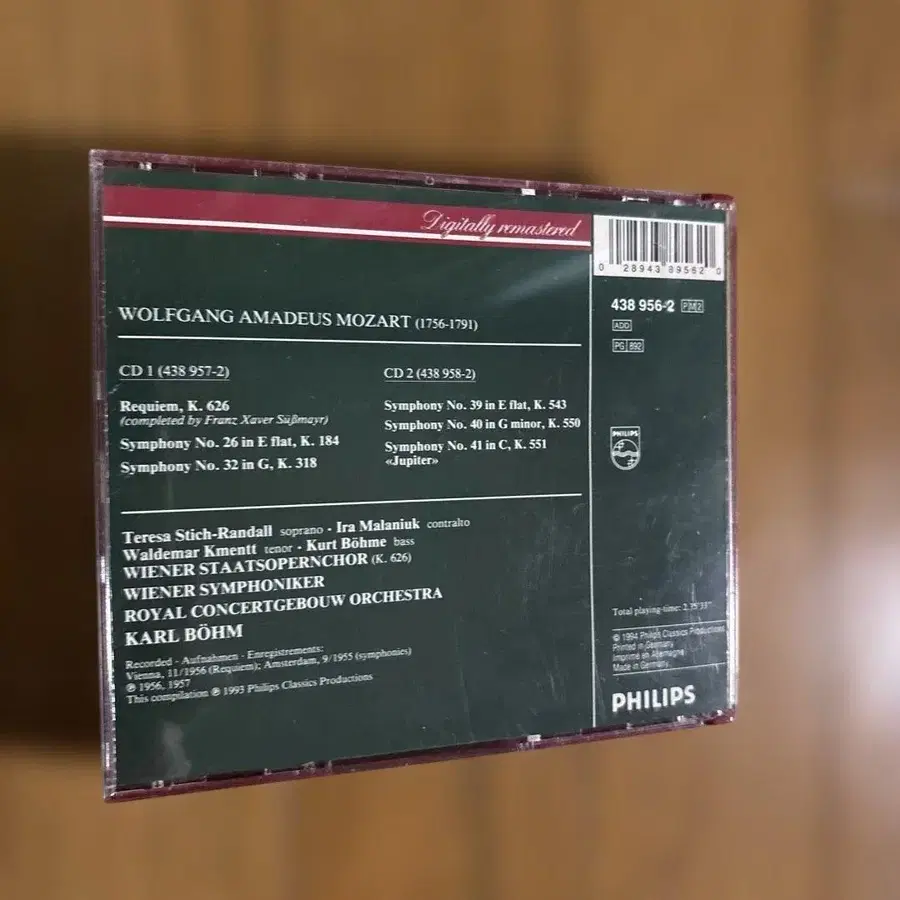 Digitally remastered
0 28943 89562 0
438 956-2 PM2
ADD
PG 892
WOLFGANG AMADEUS MOZART (1756-1791)
CD 1 (438 957-2)
Requiem, K. 626
(completed by Franz Xaver Süßmayr)
Symphony No. 26 in E flat, K. 184
Symphony No. 32 in G, K. 318
CD 2 (438 958-2)
Symphony No. 39 in E flat, K. 543
Symphony No. 40 in G minor, K. 550
Symphony No. 41 in C, K. 551
«Jupiter»
PHILIPS
Teresa Stich-Randall soprano · Ira Malaniuk contralto
Waldemar Kmentt tenor · Kurt Böhme bass
WIENER STAATSOPERNCHOR (K. 626)
WIENER SYMPHONIKER
ROYAL CONCERTGEBOUW ORCHESTRA
KARL BÖHM
Recorded · Aufnahmen · Enregistrements:
Vienna, 11/1956 (Requiem); Amsterdam, 9/1955 (symphonies)
℗ 1956, 1957
This compilation ℗ 1993 Philips Classics Productions
Total playing-time: 2.35'33"
© 1994 Philips Classics Productions
Printed in Germany
Imprimé en Allemagne
Made in Germany
PHILIPS